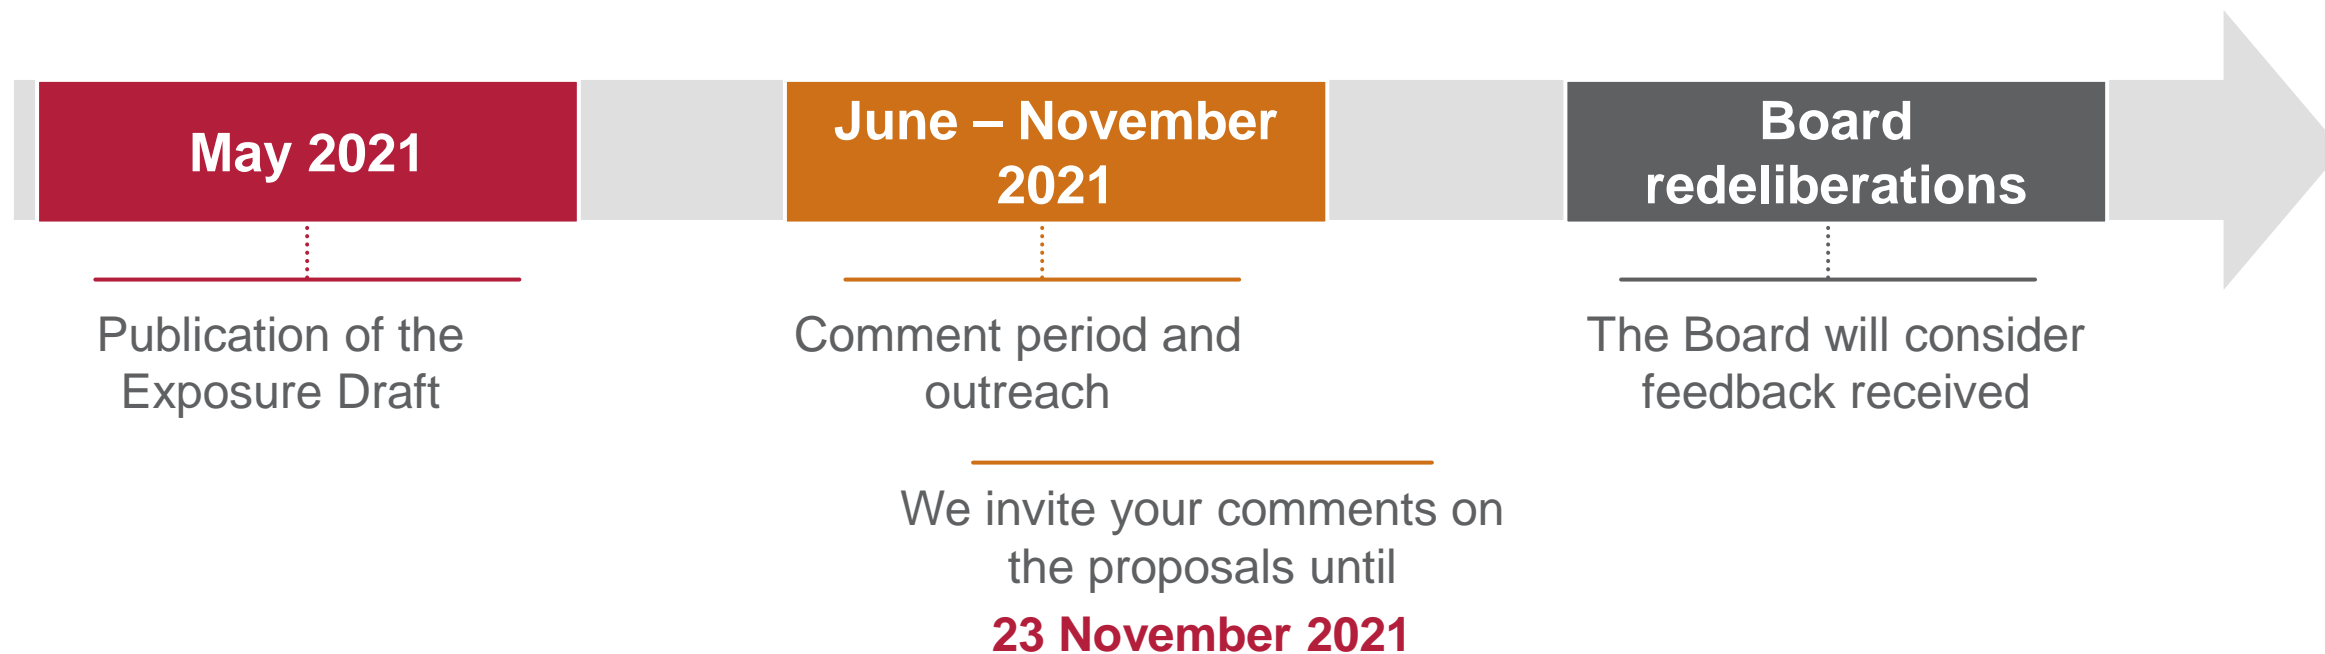 May 2021
June – November
2021
Board
redeliberations
Publication of the
Exposure Draft
Comment period and
outreach
We invite your comments on
the proposals until
23 November 2021
The Board will consider
feedback received